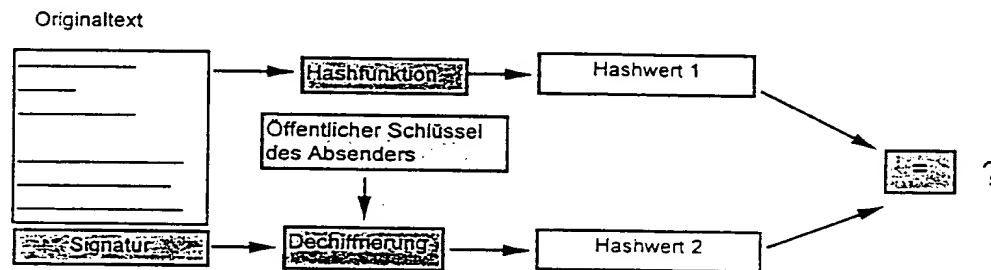 Originaltext
Hashfunktion
Hashwert 1
Öffentlicher Schlüssel
des Absenders
=
?
Signatur
Dechiffrierung
Hashwert 2